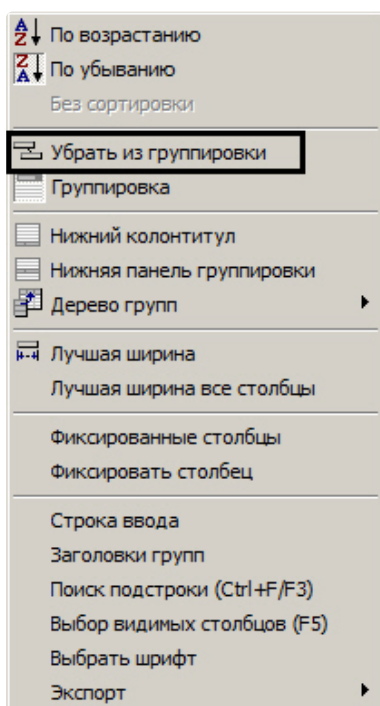 По возрастанию
По убыванию
Без сортировки
Убрать из группировки
Группировка
Нижний колонтитул
Нижняя панель группировки
Дерево групп
Лучшая ширина
Лучшая ширина все столбцы
Фиксированные столбцы
Фиксировать столбец
Строка ввода
Заголовки групп
Поиск подстроки (Ctrl+F/F3)
Выбор видимых столбцов (F5)
Выбрать шрифт
Экспорт